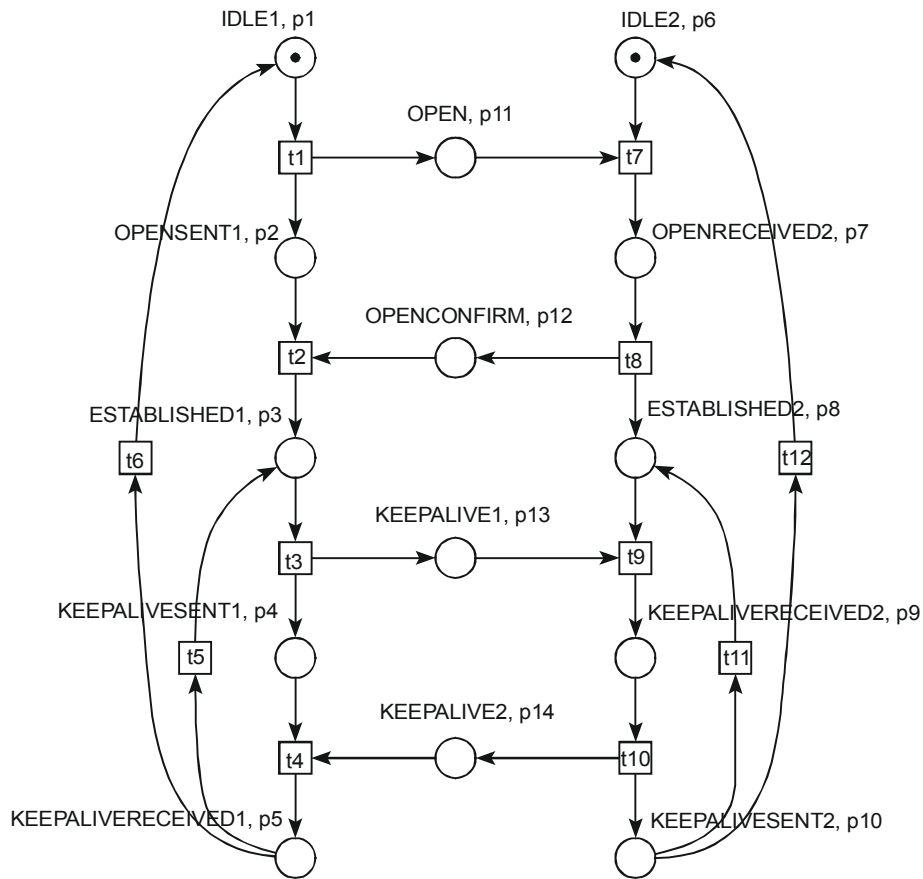 IDLE1, p1
IDLE2, p6
OPEN, p11
t1
t7
OPENSENT1, p2
OPENRECEIVED2, p7
OPENCONFIRM, p12
t2
t8
ESTABLISHED1, p3
ESTABLISHED2, p8
t6
t12
KEEPALIVE1, p13
t3
t9
KEEPALIVESENT1, p4
KEEPALIVERECEIVED2, p9
t5
t11
KEEPALIVE2, p14
t4
t10
KEEPALIVERECEIVED1, p5
KEEPALIVESENT2, p10